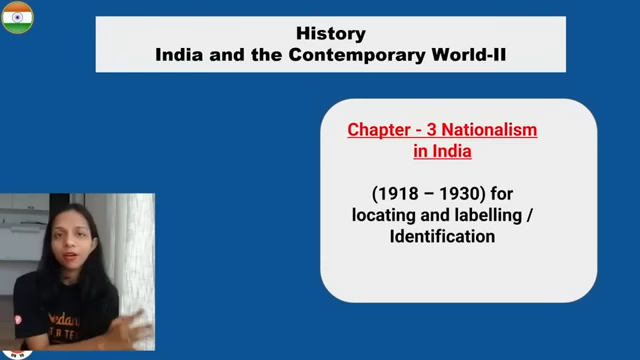 History
India and the Contemporary World-II
Chapter - 3 Nationalism
in India
(1918 – 1930) for
locating and labelling /
Identification